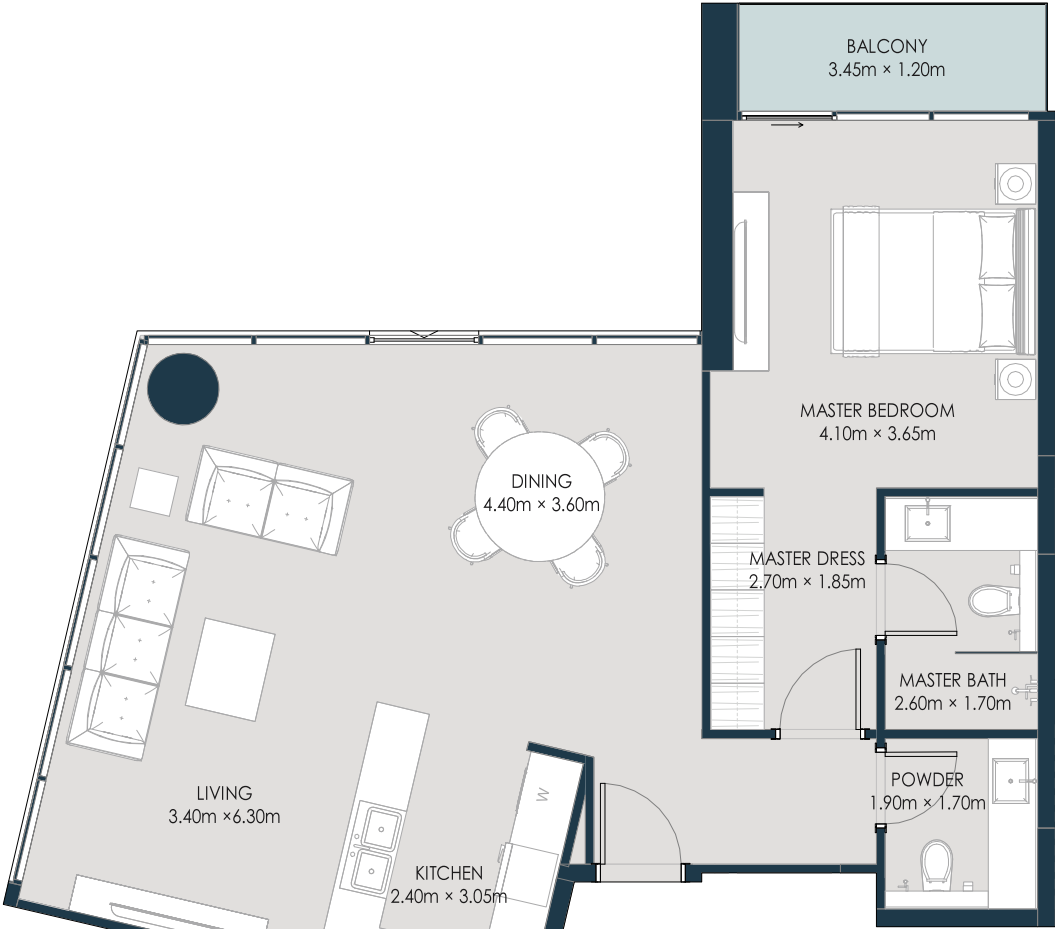 BALCONY
3.45m × 1.20m
MASTER BEDROOM
4.10m × 3.65m
DINING
4.40m × 3.60m
MASTER DRESS
2.70m × 1.85m
MASTER BATH
2.60m × 1.70m
POWDER
1.90m × 1.70m
LIVING
3.40m ×6.30m
W
KITCHEN
2.40m × 3.05m